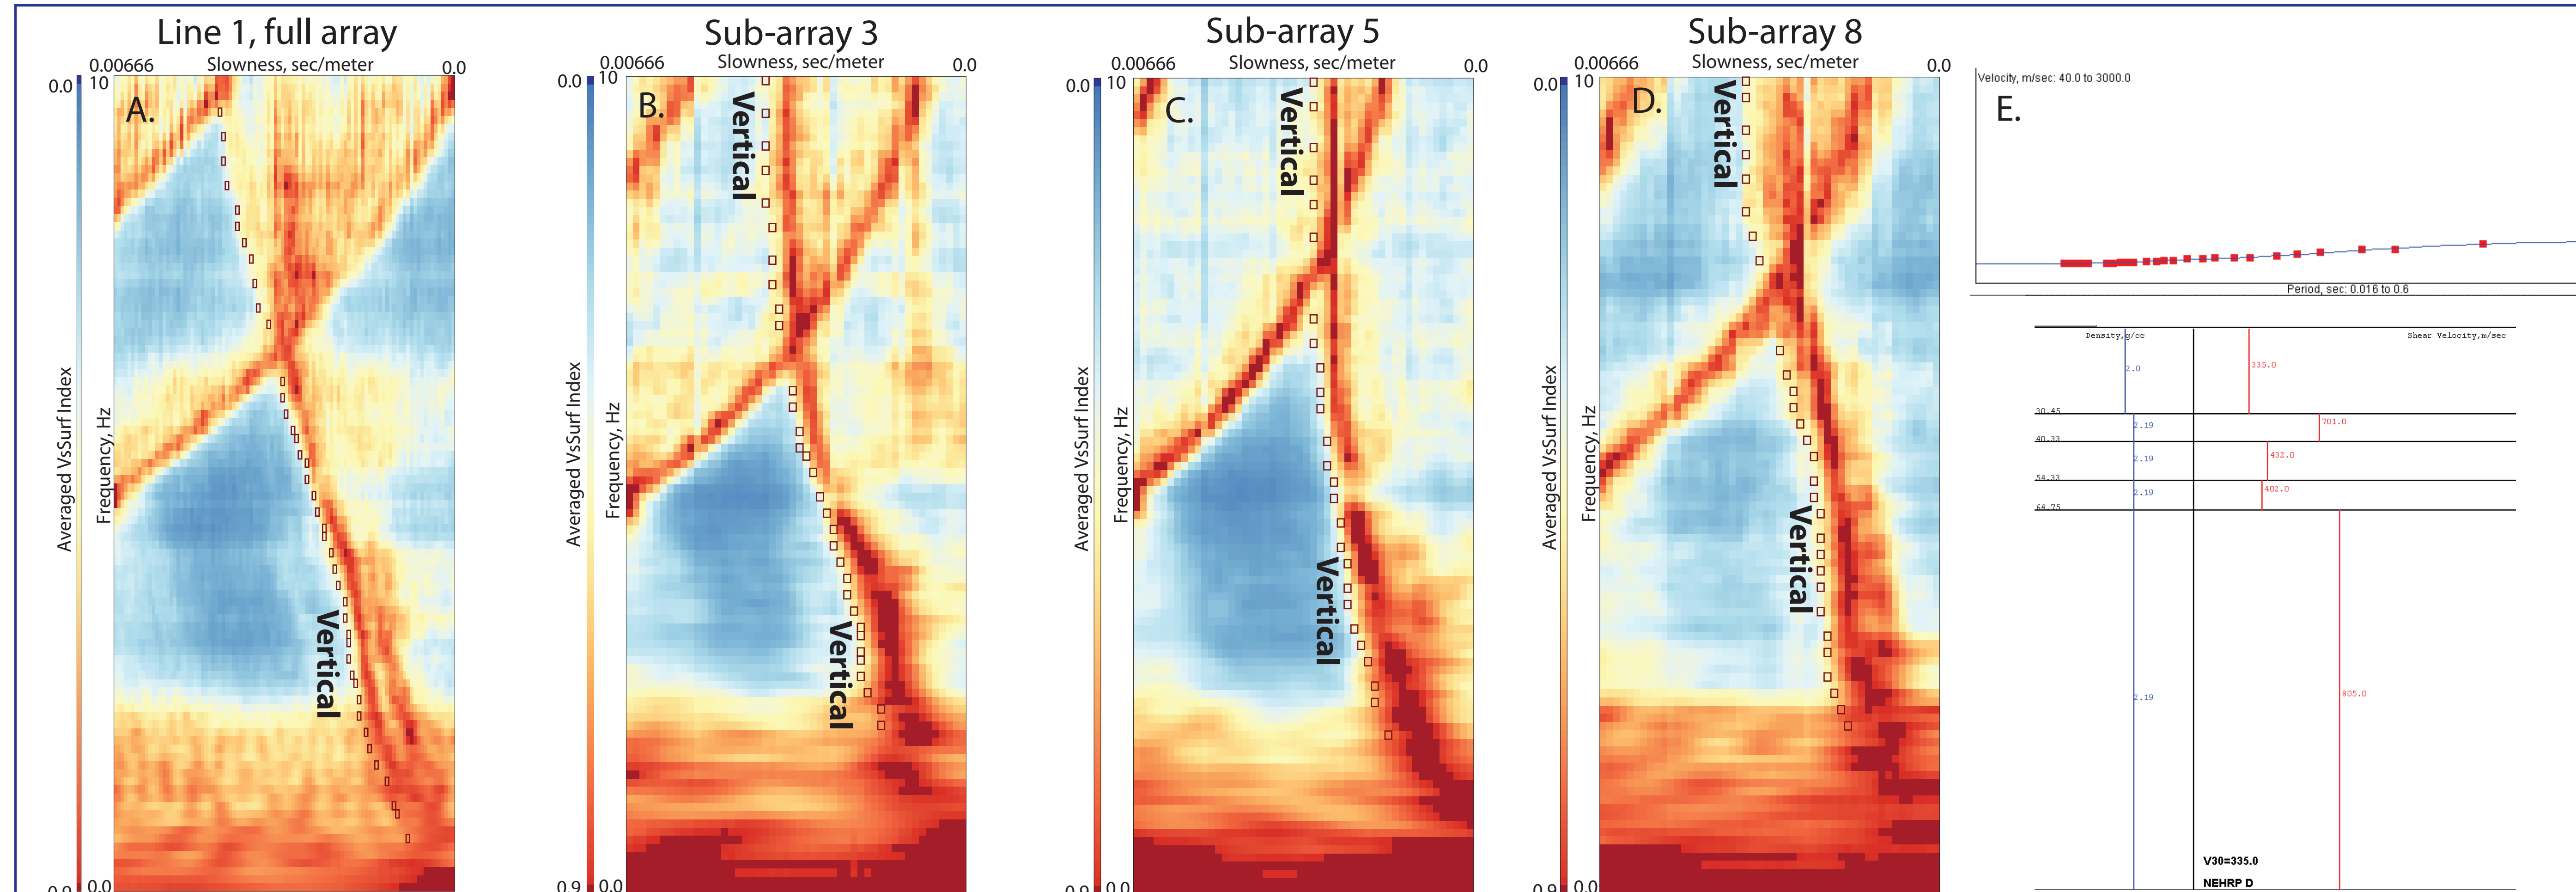 Line 1, full array
Slowness, sec/meter
0.00666
0.0
0.0
10
A.
Averaged VsSurf Index
Frequency, Hz
Vertical
0.9
0.0
Sub-array 3
Slowness, sec/meter
0.00666
0.0
0.0
10
B.
Vertical
Averaged VsSurf Index
Frequency, Hz
Vertical
0.9
0.0
Sub-array 5
Slowness, sec/meter
0.00666
0.0
0.0
10
C.
Vertical
Averaged VsSurf Index
Frequency, Hz
Vertical
0.9
0.0
Sub-array 8
Slowness, sec/meter
0.00666
0.0
0.0
10
D.
Vertical
Averaged VsSurf Index
Frequency, Hz
Vertical
0.9
0.0
Velocity, m/sec: 40.0 to 3000.0
E.
Period, sec: 0.016 to 0.6
Density,g/cc
Shear Velocity,m/sec
2.0
335.0
30.45
2.19
701.0
40.33
2.19
432.0
54.33
2.19
402.0
64.75
2.19
805.0
V30=335.0
NEHRP D